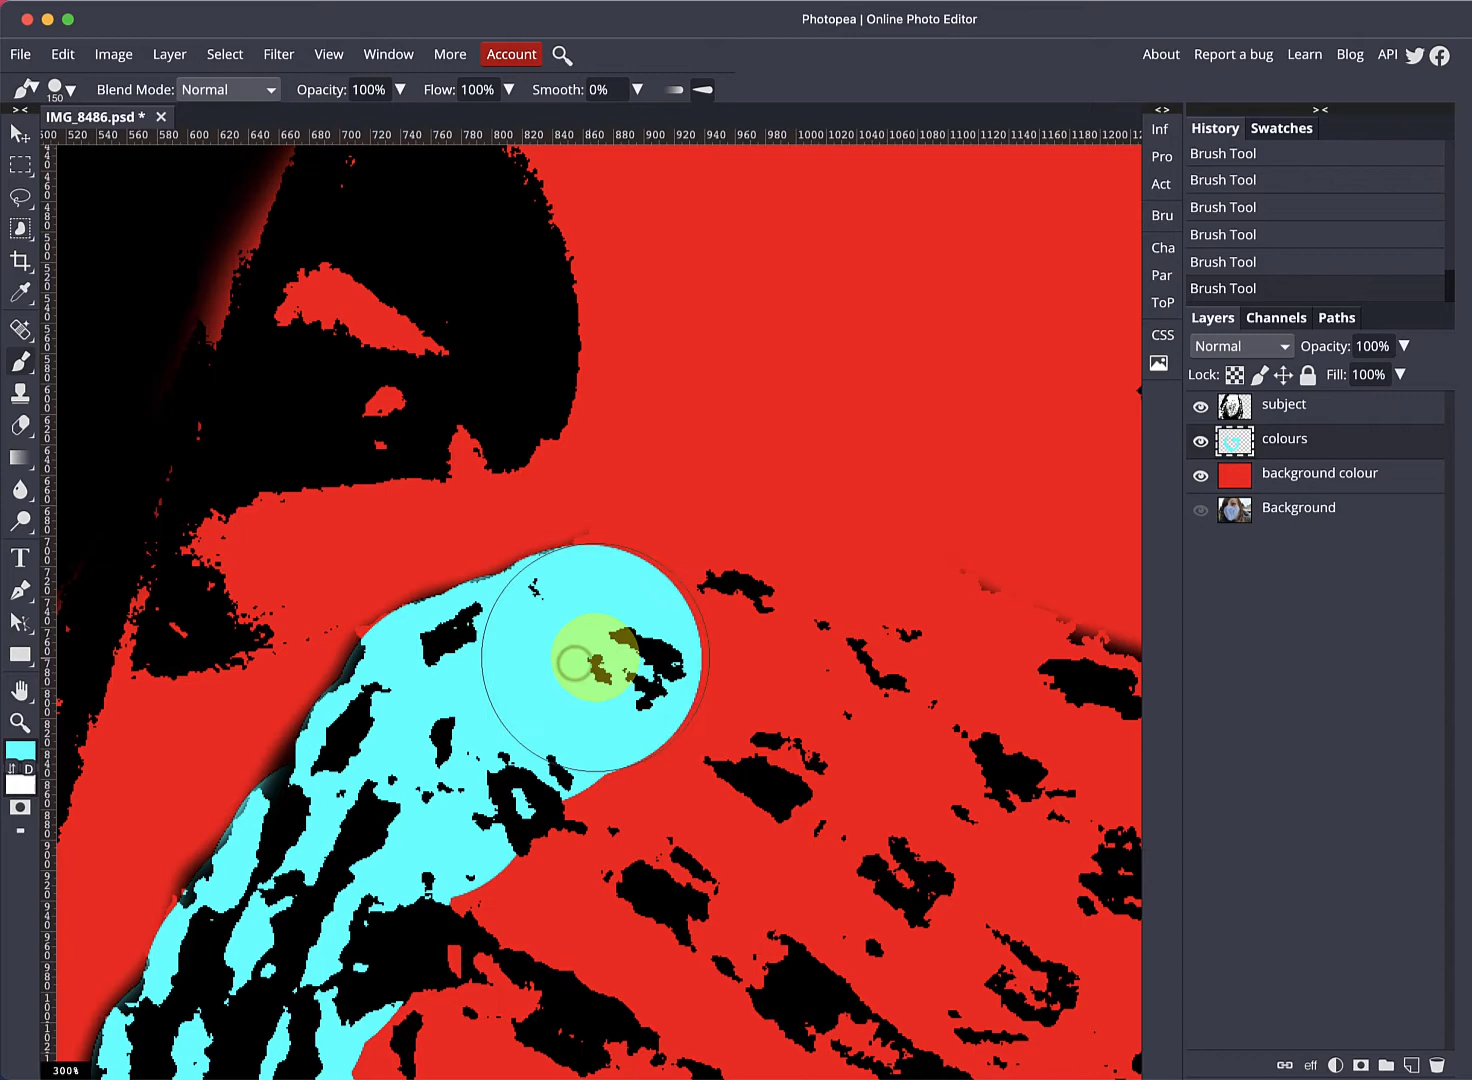 Photopea | Online Photo Editor
File Edit Image Layer Select Filter View Window More Account About Report a bug Learn Blog API
150 Blend Mode: Normal Opacity: 100% Flow: 100% Smooth: 0%
> < IMG_8486.psd * < > > <
520 540 560 580 600 620 640 660 680 700 720 740 760 780 800 820 840 860 880 900 920 940 960 980 1000 1020 1040 1060 1080 1100 1120 1140 1160 1180 1200
Inf
Pro
Act
Bru
Cha
Par
ToP
CSS
History Swatches
Brush Tool
Brush Tool
Brush Tool
Brush Tool
Brush Tool
Brush Tool
Layers Channels Paths
Normal Opacity: 100%
Lock: Fill: 100%
subject
colours
background colour
Background
T
D
300%
eff